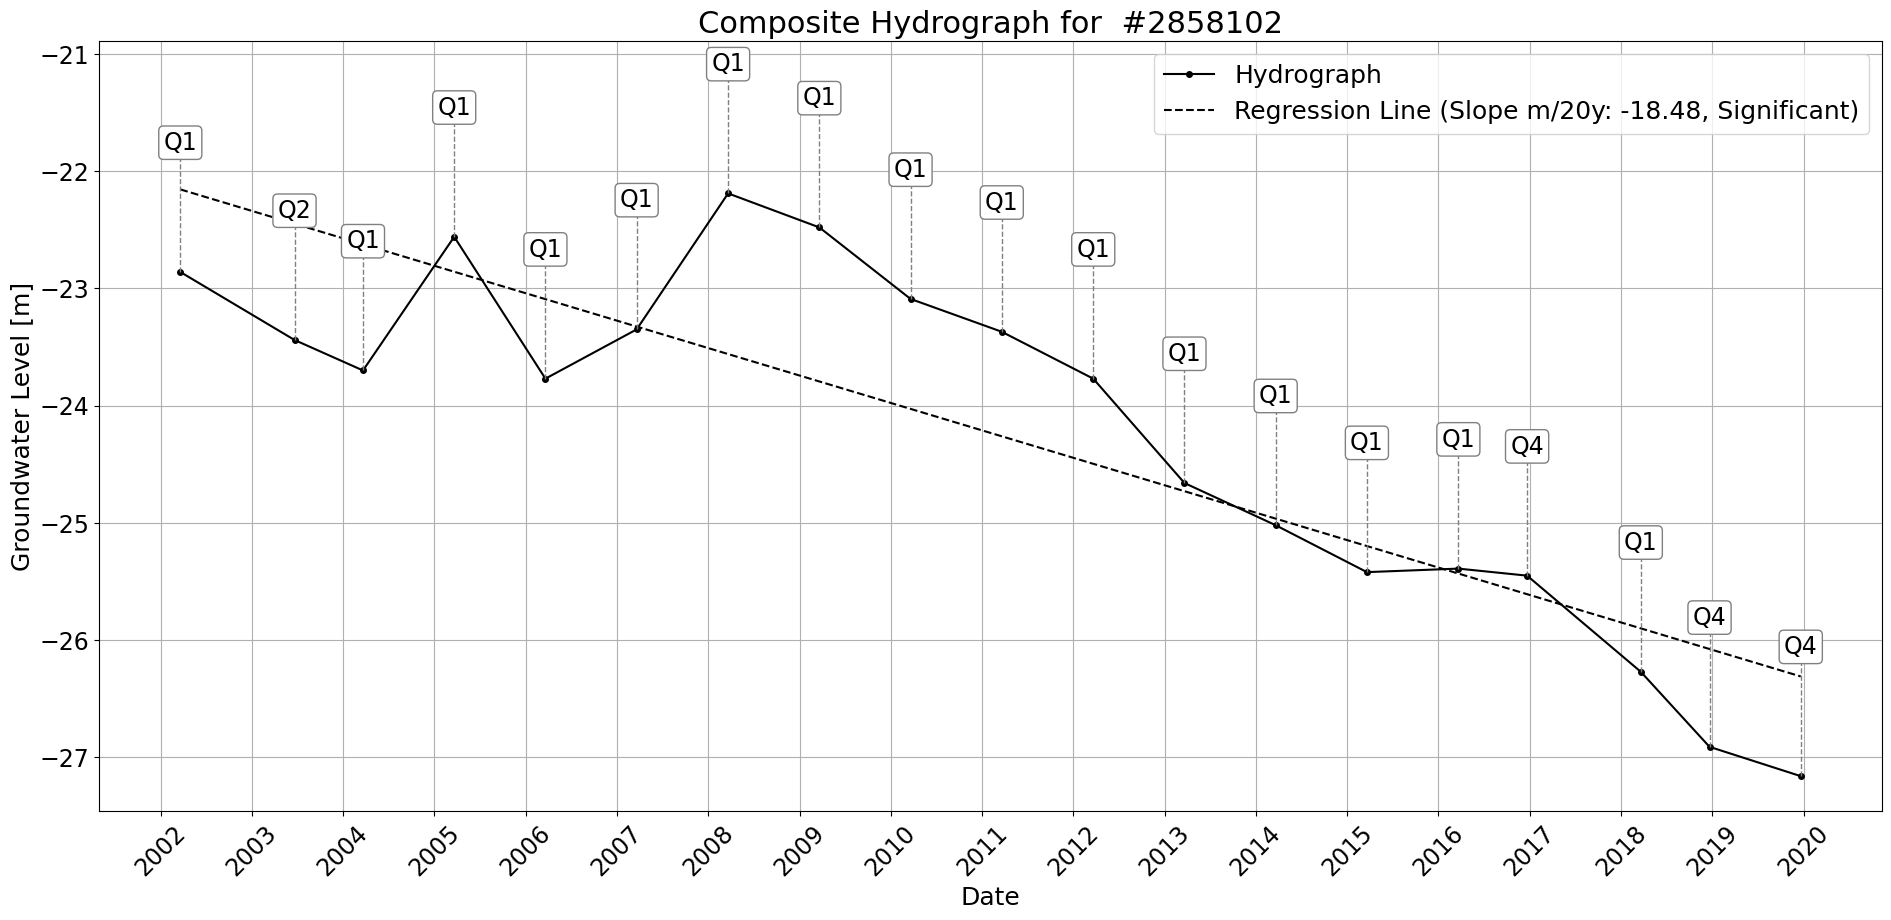 Composite Hydrograph for  #2858102
Hydrograph
Regression Line (Slope m/20y: -18.48, Significant)
Groundwater Level [m]
−21
−22
−23
−24
−25
−26
−27
Q1
Q2
Q1
Q1
Q1
Q1
Q1
Q1
Q1
Q1
Q1
Q1
Q1
Q1
Q1
Q4
Q1
Q4
Q4
2002
2003
2004
2005
2006
2007
2008
2009
2010
2011
2012
2013
2014
2015
2016
2017
2018
2019
2020
Date